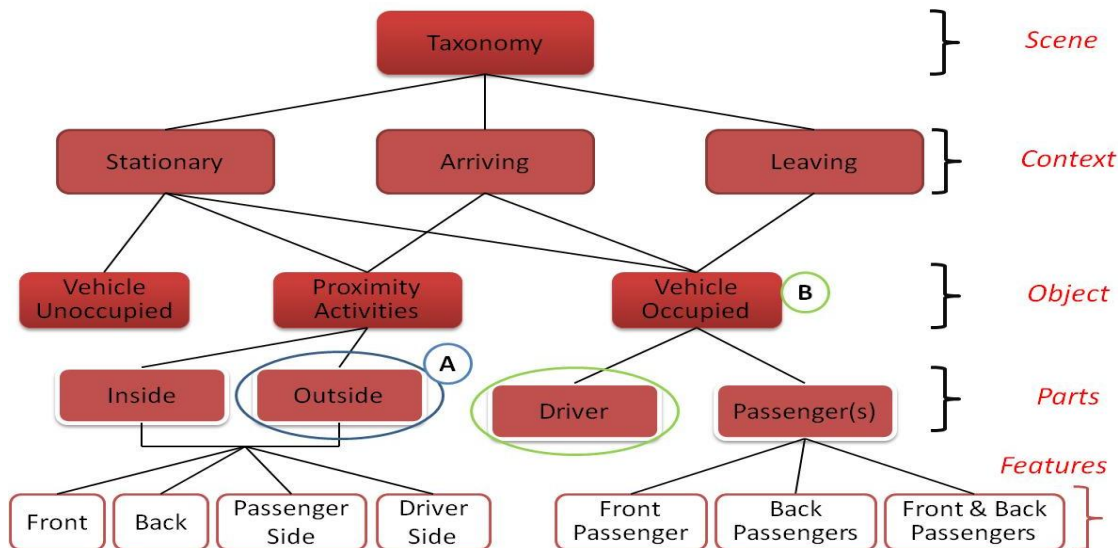 Taxonomy
Scene
Stationary
Arriving
Leaving
Context
Vehicle
Unoccupied
Proximity
Activities
Vehicle
Occupied
B
Object
A
Inside
Outside
Driver
Passenger(s)
Parts
Features
Front
Back
Passenger
Side
Driver
Side
Front
Passenger
Back
Passengers
Front & Back
Passengers